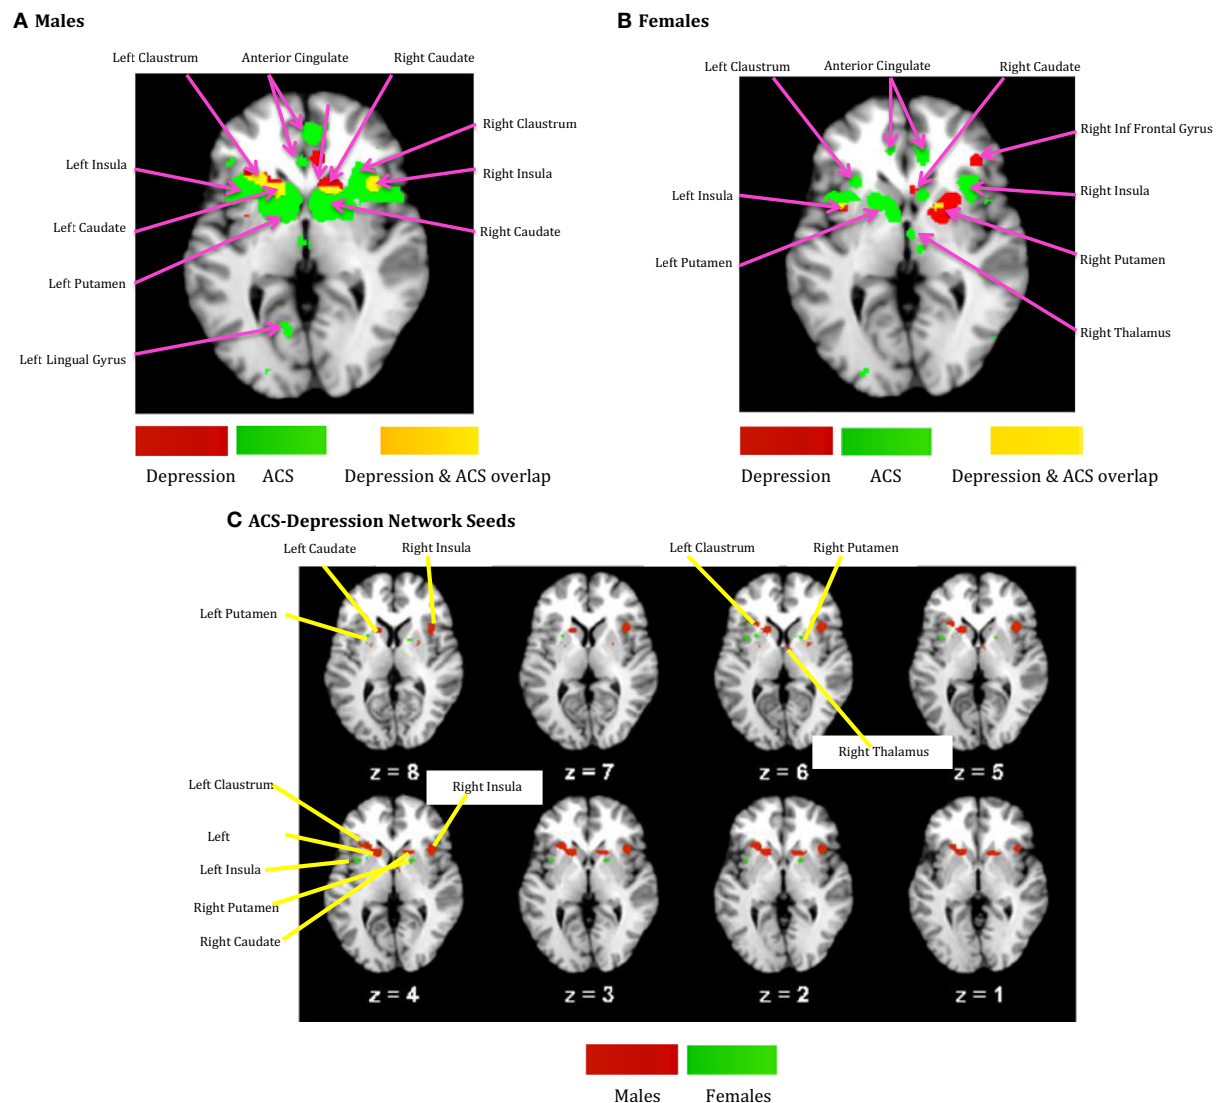 A Males
Left Claustrum
Anterior Cingulate
Right Caudate
Right Claustrum
Left Insula
Right Insula
Left Caudate
Right Caudate
Left Putamen
Left Lingual Gyrus
Depression
ACS
Depression & ACS overlap
B Females
Left Claustrum
Anterior Cingulate
Right Caudate
Right Inf Frontal Gyrus
Left Insula
Right Insula
Left Putamen
Right Putamen
Right Thalamus
Depression
ACS
Depression & ACS overlap
C ACS-Depression Network Seeds
Left Caudate
Right Insula
Left Claustrum
Right Putamen
Left Putamen
Right Thalamus
z = 8
z = 7
z = 6
z = 5
Left Claustrum
Right Insula
Left
Left Insula
Right Putamen
Right Caudate
z = 4
z = 3
z = 2
z = 1
Males
Females